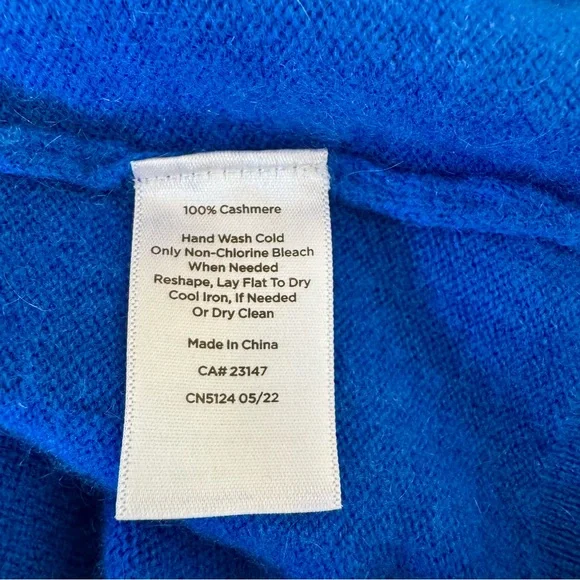 100% Cashmere
Hand Wash Cold
Only Non-Chlorine Bleach
When Needed
Reshape, Lay Flat To Dry
Cool Iron, If Needed
Or Dry Clean
Made In China
CA# 23147
CN5124 05/22